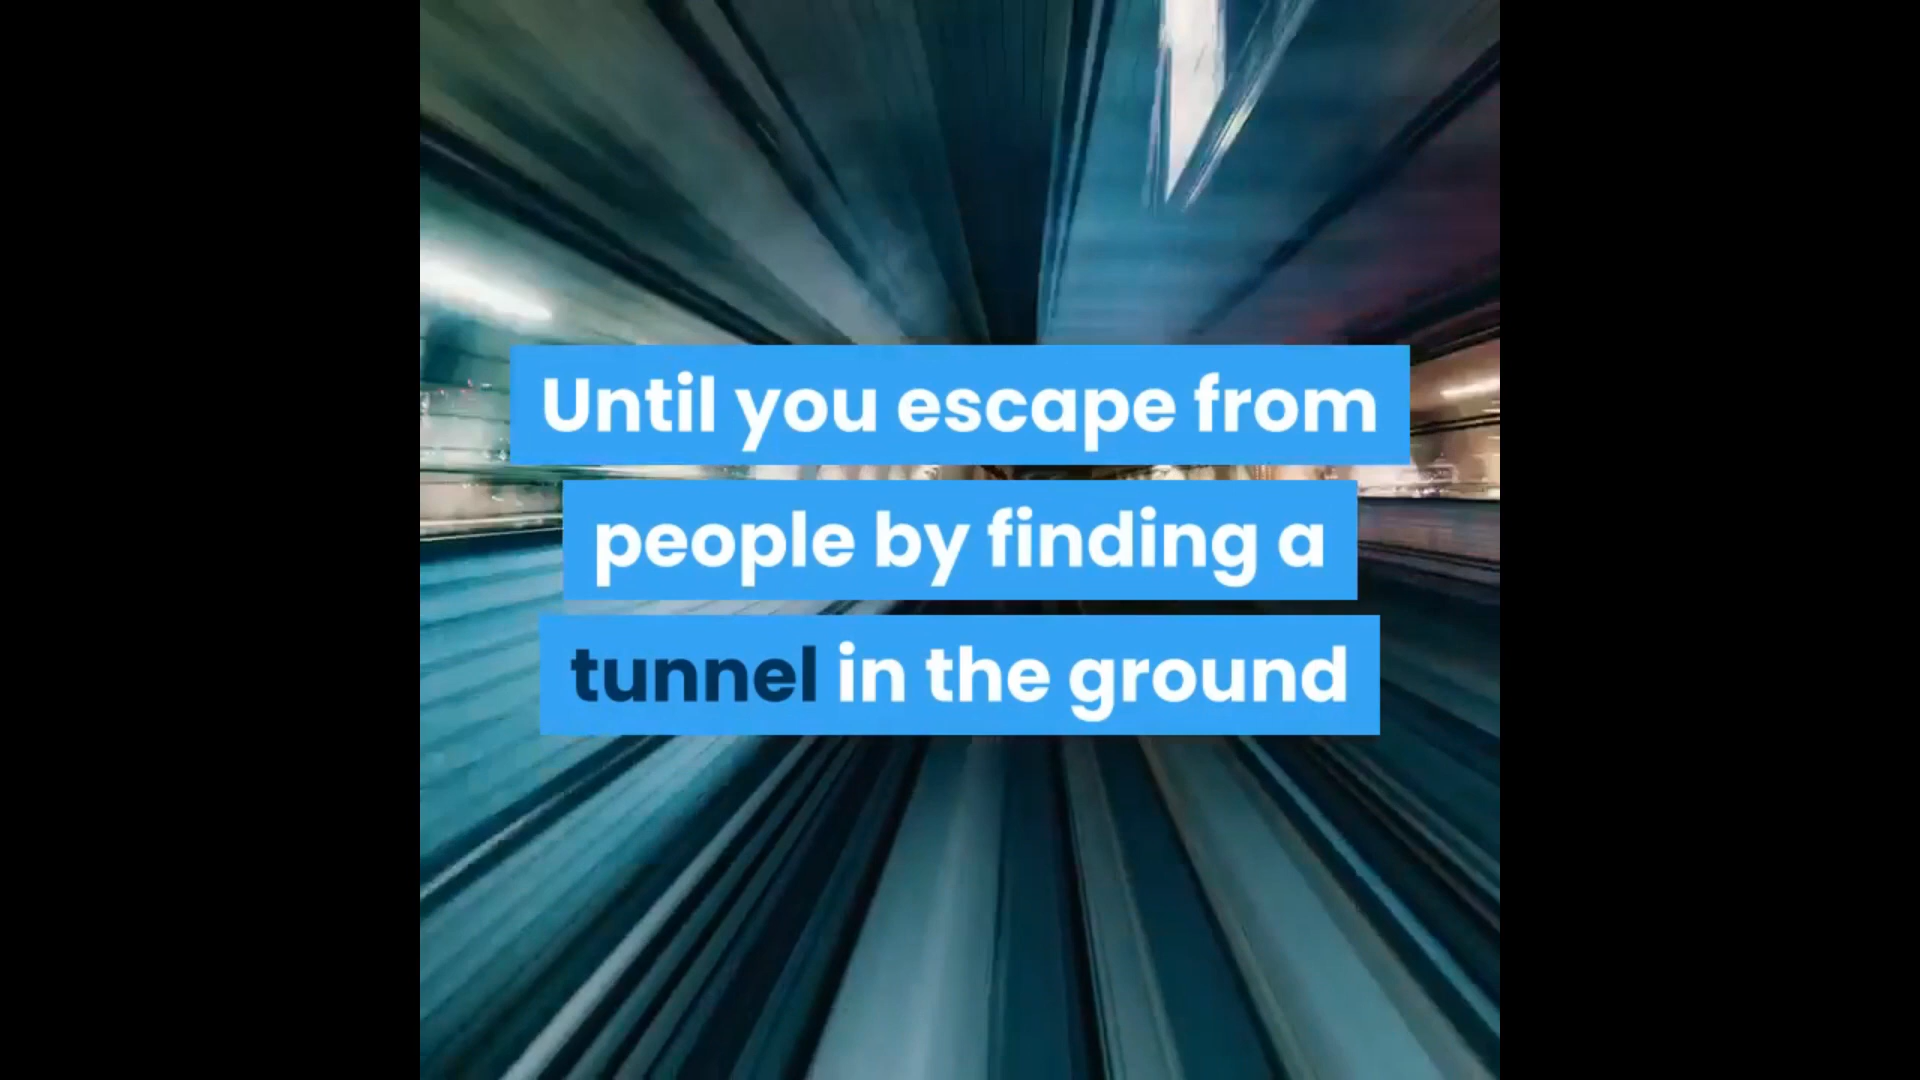 Until you escape from
people by finding a
tunnel in the ground